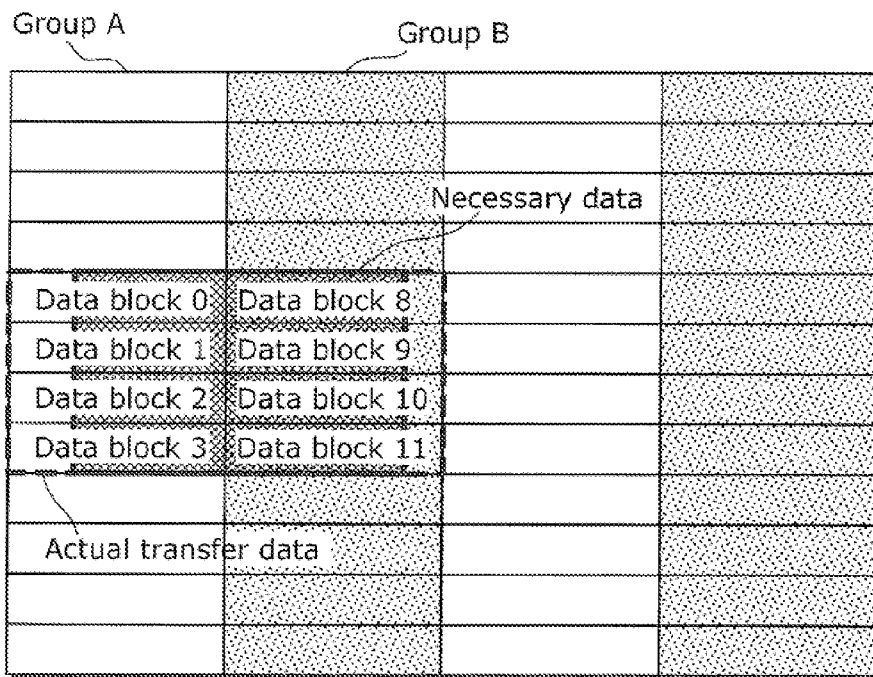 Group A
Group B
Necessary data
Data block 0 Data block 8
Data block 1 Data block 9
Data block 2 Data block 10
Data block 3 Data block 11
Actual transfer data